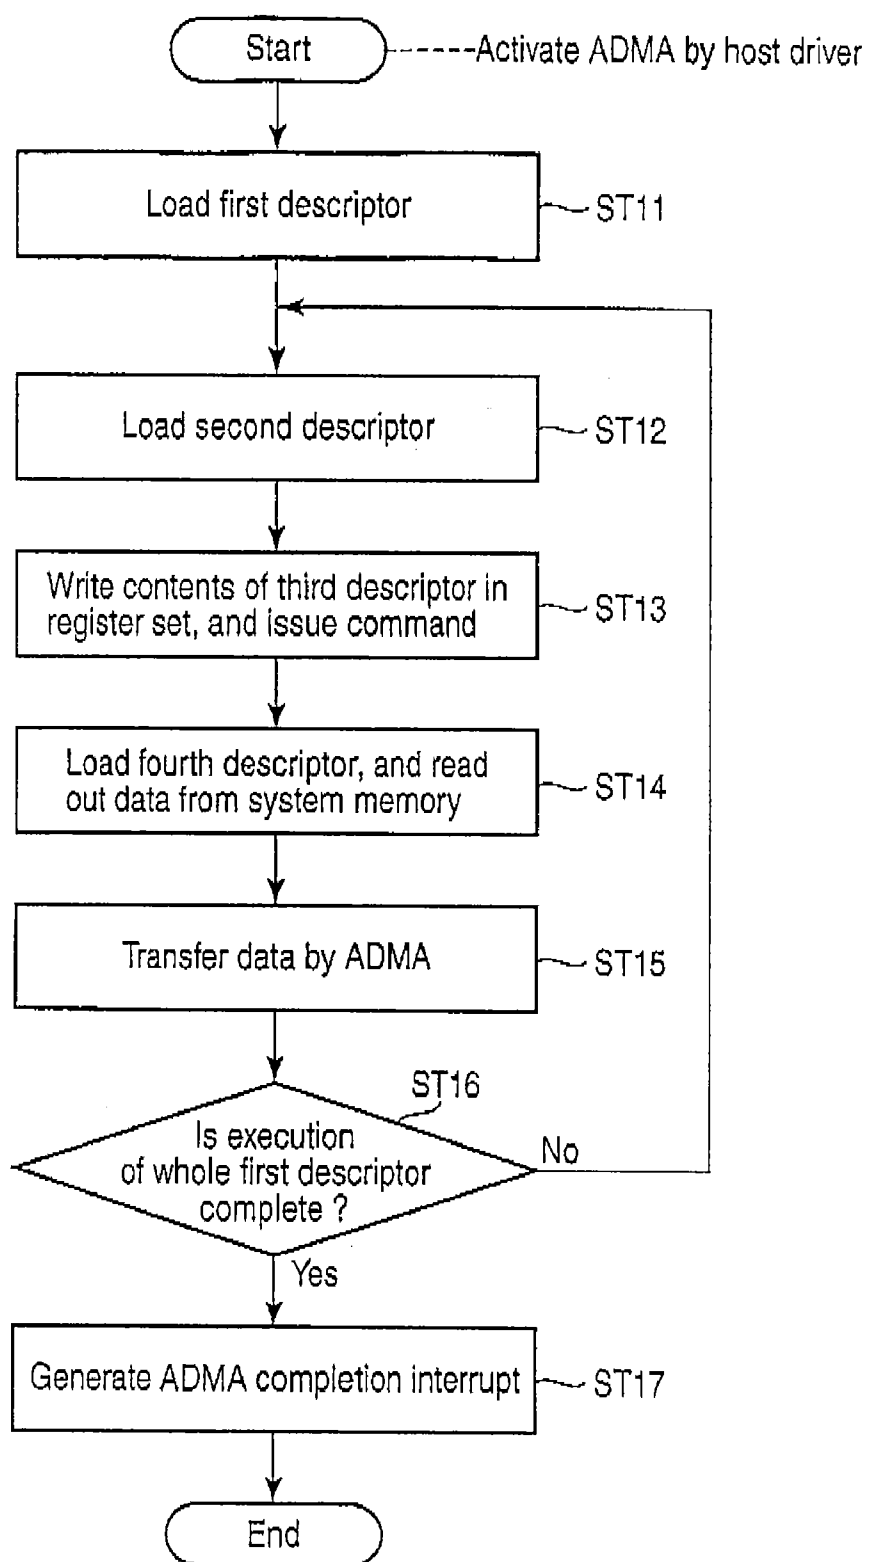 Start
Activate ADMA by host driver
Load first descriptor
ST11
Load second descriptor
ST12
Write contents of third descriptor in
register set, and issue command
ST13
Load fourth descriptor, and read
out data from system memory
ST14
Transfer data by ADMA
ST15
ST16
Is execution
of whole first descriptor
complete ?
No
Yes
Generate ADMA completion interrupt
ST17
End